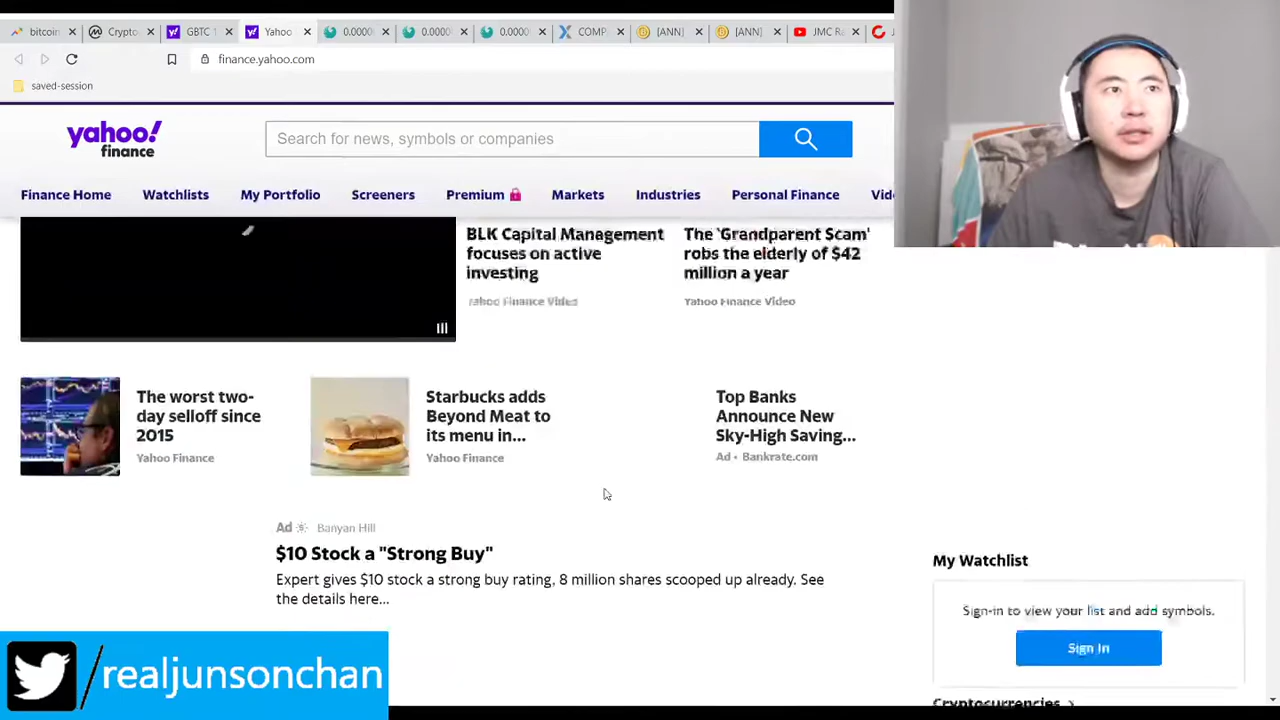 bitcoin
Crypto
GBTC 1
Yahoo
0.0000
0.0000
0.0000
COMP
[ANN]
[ANN]
JMC Ra
finance.yahoo.com
saved-session
yahoo!
finance
Search for news, symbols or companies
Finance Home
Watchlists
My Portfolio
Screeners
Premium
Markets
Industries
Personal Finance
Vid
BLK Capital Management
focuses on active
investing
Yahoo Finance Video
The 'Grandparent Scam'
robs the elderly of $42
million a year
Yahoo Finance Video
The worst two-
day selloff since
2015
Yahoo Finance
Starbucks adds
Beyond Meat to
its menu in...
Yahoo Finance
Top Banks
Announce New
Sky-High Saving...
Ad • Bankrate.com
Ad Banyan Hill
$10 Stock a "Strong Buy"
Expert gives $10 stock a strong buy rating, 8 million shares scooped up already. See
the details here...
My Watchlist
Sign-in to view your list and add symbols.
Sign In
Cryptocurrencies >
/realjunsonchan